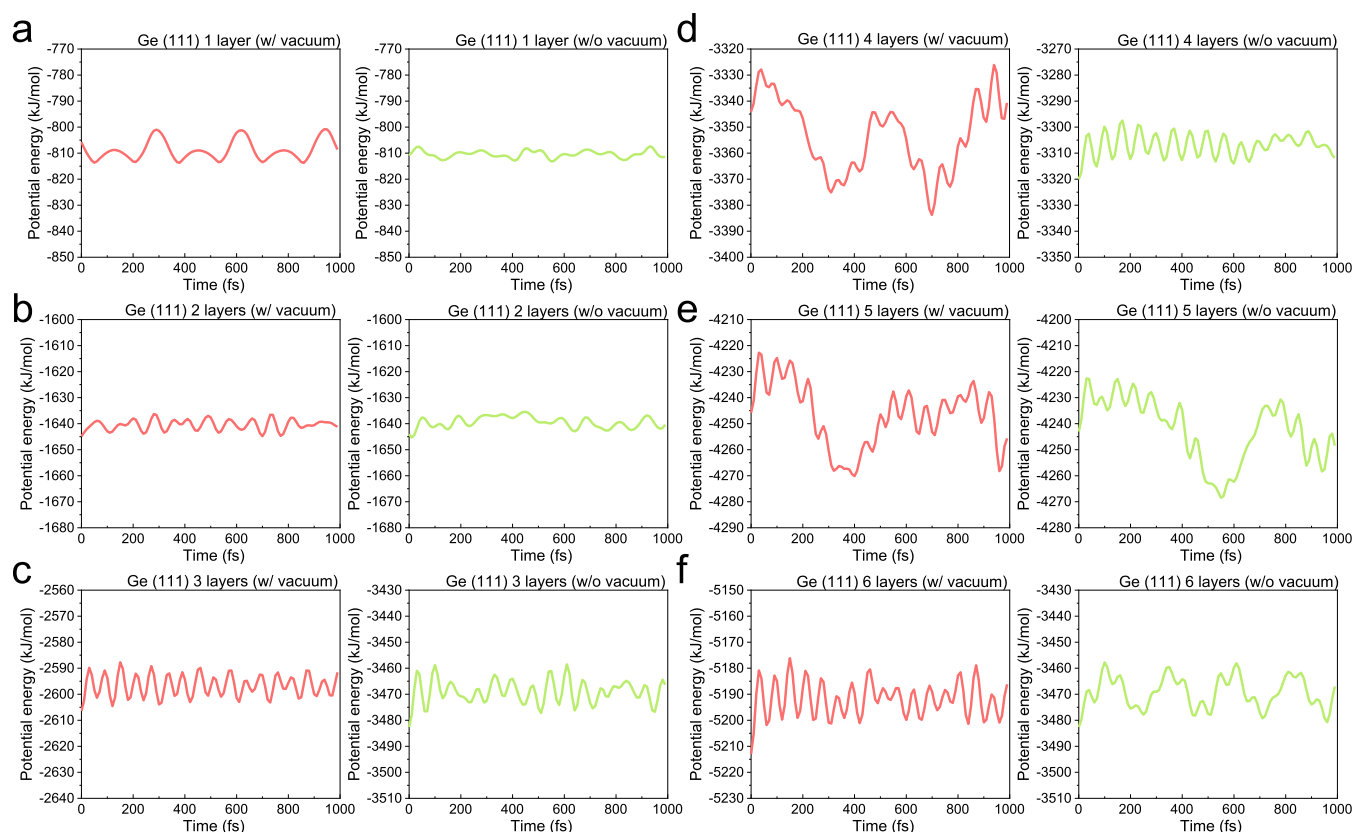 a
Ge (111) 1 layer (w/ vacuum)
Potential energy (kJ/mol)
-770
-780
-790
-800
-810
-820
-830
-840
-850
0 200 400 600 800 1000
Time (fs)
Ge (111) 1 layer (w/o vacuum)
Potential energy (kJ/mol)
-770
-780
-790
-800
-810
-820
-830
-840
-850
0 200 400 600 800 1000
Time (fs)
b
Ge (111) 2 layers (w/ vacuum)
Potential energy (kJ/mol)
-1600
-1610
-1620
-1630
-1640
-1650
-1660
-1670
-1680
0 200 400 600 800 1000
Time (fs)
Ge (111) 2 layers (w/o vacuum)
Potential energy (kJ/mol)
-1600
-1610
-1620
-1630
-1640
-1650
-1660
-1670
-1680
0 200 400 600 800 1000
Time (fs)
c
Ge (111) 3 layers (w/ vacuum)
Potential energy (kJ/mol)
-2560
-2570
-2580
-2590
-2600
-2610
-2620
-2630
-2640
0 200 400 600 800 1000
Time (fs)
Ge (111) 3 layers (w/o vacuum)
Potential energy (kJ/mol)
-3430
-3440
-3450
-3460
-3470
-3480
-3490
-3500
-3510
0 200 400 600 800 1000
Time (fs)
d
Ge (111) 4 layers (w/ vacuum)
Potential energy (kJ/mol)
-3320
-3330
-3340
-3350
-3360
-3370
-3380
-3390
-3400
0 200 400 600 800 1000
Time (fs)
Ge (111) 4 layers (w/o vacuum)
Potential energy (kJ/mol)
-3270
-3280
-3290
-3300
-3310
-3320
-3330
-3340
-3350
0 200 400 600 800 1000
Time (fs)
e
Ge (111) 5 layers (w/ vacuum)
Potential energy (kJ/mol)
-4210
-4220
-4230
-4240
-4250
-4260
-4270
-4280
-4290
0 200 400 600 800 1000
Time (fs)
Ge (111) 5 layers (w/o vacuum)
Potential energy (kJ/mol)
-4200
-4210
-4220
-4230
-4240
-4250
-4260
-4270
-4280
0 200 400 600 800 1000
Time (fs)
f
Ge (111) 6 layers (w/ vacuum)
Potential energy (kJ/mol)
-5150
-5160
-5170
-5180
-5190
-5200
-5210
-5220
-5230
0 200 400 600 800 1000
Time (fs)
Ge (111) 6 layers (w/o vacuum)
Potential energy (kJ/mol)
-3430
-3440
-3450
-3460
-3470
-3480
-3490
-3500
-3510
0 200 400 600 800 1000
Time (fs)